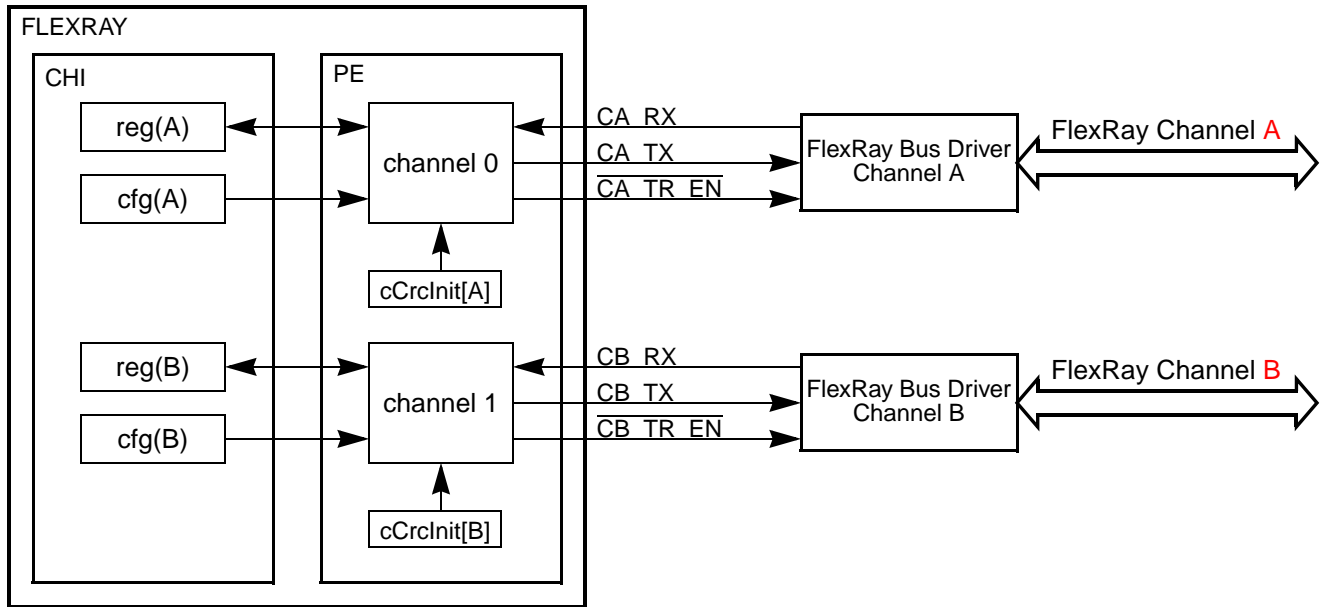 FLEXRAY
CHI
PE
reg(A)
cfg(A)
channel 0
cCrcInit[A]
CA_RX
CA_TX
CA_TR_EN
FlexRay Bus Driver
Channel A
FlexRay Channel A
reg(B)
cfg(B)
channel 1
cCrcInit[B]
CB_RX
CB_TX
CB_TR_EN
FlexRay Bus Driver
Channel B
FlexRay Channel B